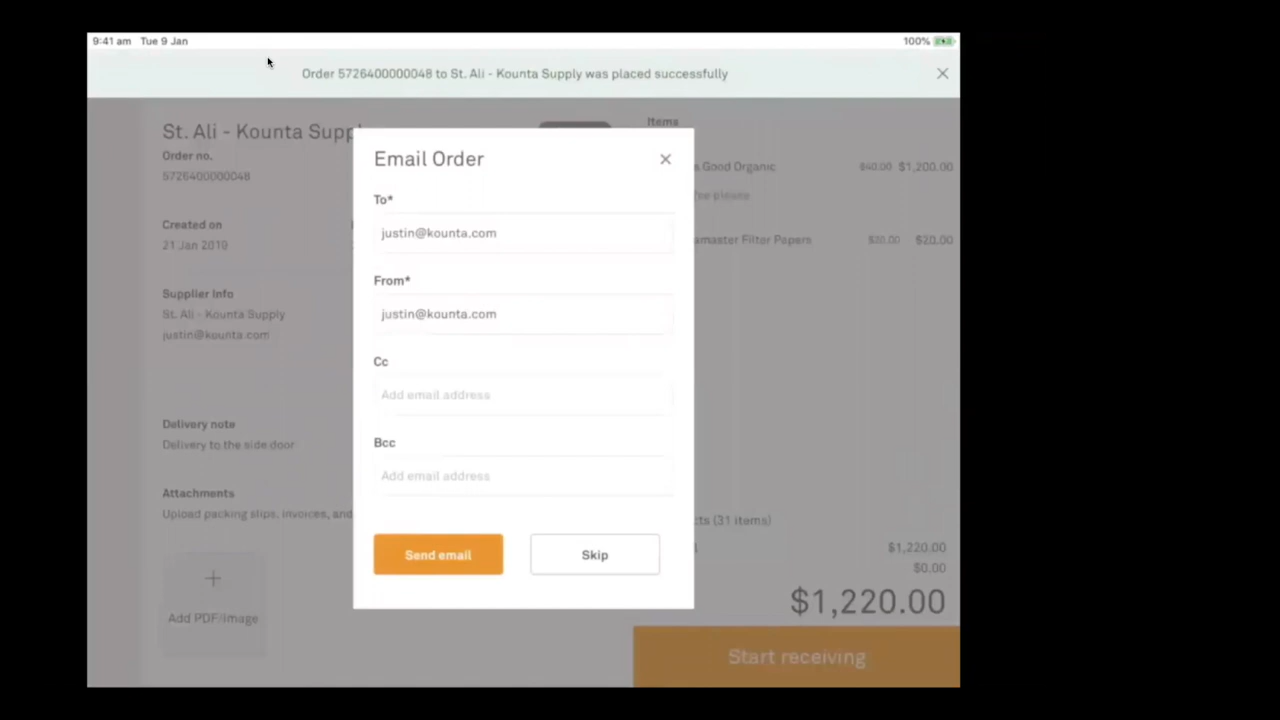 9:41 am Tue 9 Jan
100%
Order 5726400000048 to St. Ali - Kounta Supply was placed successfully
St. Ali - Kounta
Order no.
5726400000048
Created on
21 Jan 2019
Supplier Info
St. Ali - Kounta Supply
justin@kounta.com
Delivery note
Delivery to the side door
Attachments
Upload packing slips, invoices, and
Add PDF/Image
Email Order
To*
justin@kounta.com
From*
justin@kounta.com
Cc
Add email address
Bcc
Add email address
Send email
Skip
Items
Good Organic $40.00 $1,200.00
please
Filter Papers $20.00 $20.00
(31 items)
$1,220.00
$0.00
$1,220.00
Start receiving